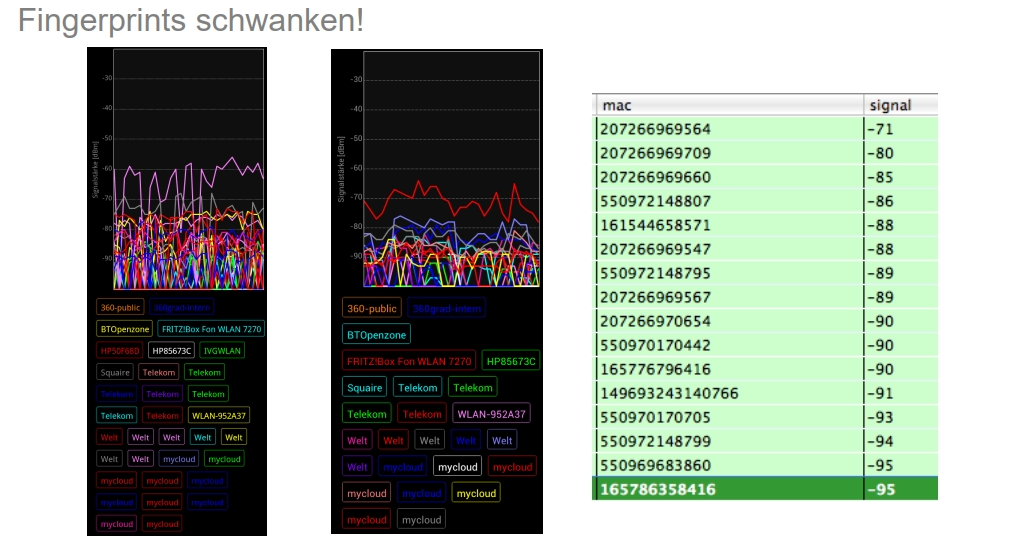 Fingerprints schwanken!
Signalstärke [dBm]
-30
-40
-50
-60
-70
-80
-90
360-public 360grad-intern
BTOpenzone FRITZ!Box Fon WLAN 7270
HP50F6RD HP85673C IVGWLAN
Squaire Telekom Telekom
Telekom Telekom Telekom
Telekom Telekom WLAN-952A37
Welt Welt Welt Welt Welt
Welt Welt mycloud mycloud
mycloud mycloud mycloud
mycloud mycloud mycloud
mycloud mycloud
Signalstärke [dBm]
-30
-40
-50
-60
-70
-80
-90
360-public 360grad-intern
BTOpenzone
FRITZ!Box Fon WLAN 7270 HP85673C
Squaire Telekom Telekom
Telekom Telekom WLAN-952A37
Welt Welt Welt Welt Welt
Welt mycloud mycloud mycloud
mycloud mycloud mycloud
mycloud mycloud
mac signal
207266969564 -71
207266969709 -80
207266969660 -85
550972148807 -86
161544658571 -88
207266969547 -88
550972148795 -89
207266969567 -89
207266970654 -90
550970170442 -90
165776796416 -90
149693243140766 -91
550970170705 -93
550972148799 -94
550969683860 -95
165786358416 -95